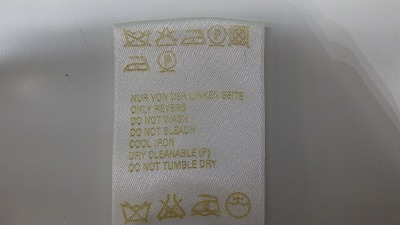 NUR VON DER LINKEN SEITE
ONLY REVERS
DO NOT WASH
DO NOT BLEACH
COOL IRON
DRY CLEANABLE (P)
DO NOT TUMBLE DRY